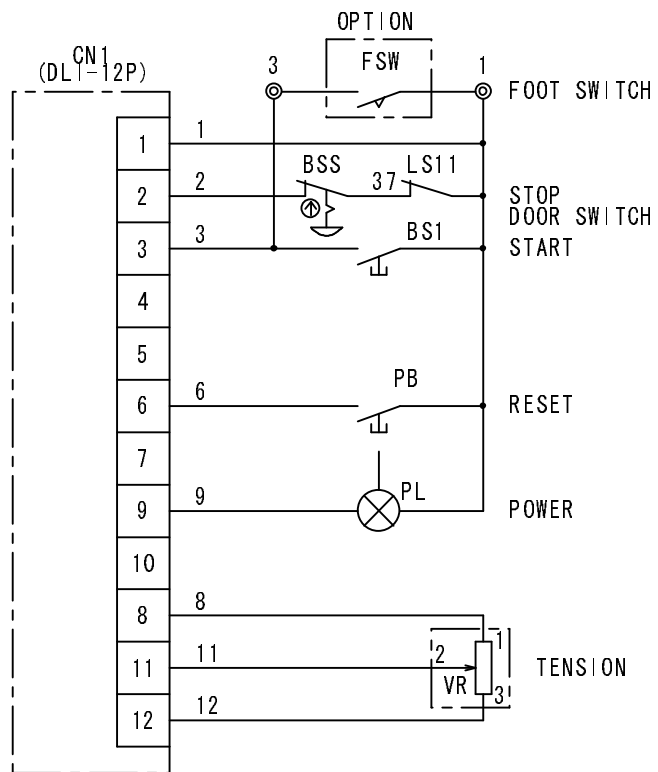 OPTION
CN1
(DL1-12P)
3
FSW
1
FOOT SWITCH
1
1
2
2
BSS
37
LS11
STOP
DOOR SWITCH
3
3
BS1
START
4
5
6
6
PB
RESET
7
9
9
PL
POWER
10
8
8
1
11
11
2
VR
TENSION
3
12
12